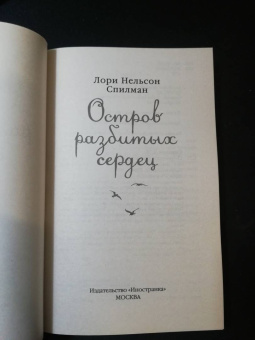 Лори Нельсон
Спилман
Остров
разбитых
сердец
Издательство «Иностранка»
МОСКВА